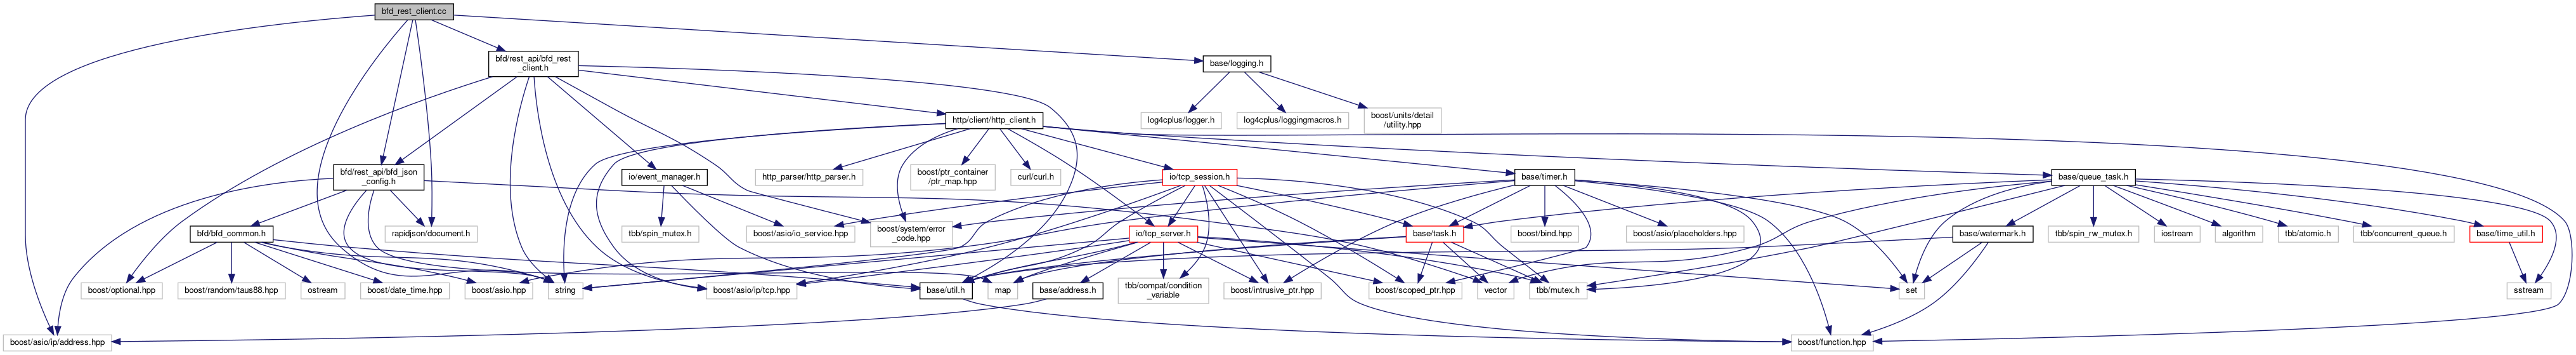 bfd_rest_client.cc
bfd/rest_api/bfd_rest
_client.h
base/logging.h
log4cplus/logger.h
log4cplus/loggingmacros.h
boost/units/detail
/utility.hpp
http/client/http_client.h
bfd/rest_api/bfd_json
_config.h
io/event_manager.h
http_parser/http_parser.h
boost/ptr_container
/ptr_map.hpp
curl/curl.h
io/tcp_session.h
base/timer.h
base/queue_task.h
bfd/bfd_common.h
rapidjson/document.h
tbb/spin_mutex.h
boost/asio/io_service.hpp
boost/system/error
_code.hpp
io/tcp_server.h
base/task.h
boost/bind.hpp
boost/asio/placeholders.hpp
base/watermark.h
tbb/spin_rw_mutex.h
iostream
algorithm
tbb/atomic.h
tbb/concurrent_queue.h
base/time_util.h
boost/optional.hpp
boost/random/taus88.hpp
ostream
boost/date_time.hpp
boost/asio.hpp
string
boost/asio/ip/tcp.hpp
base/util.h
map
base/address.h
tbb/compat/condition
_variable
boost/intrusive_ptr.hpp
boost/scoped_ptr.hpp
vector
tbb/mutex.h
set
sstream
boost/asio/ip/address.hpp
boost/function.hpp